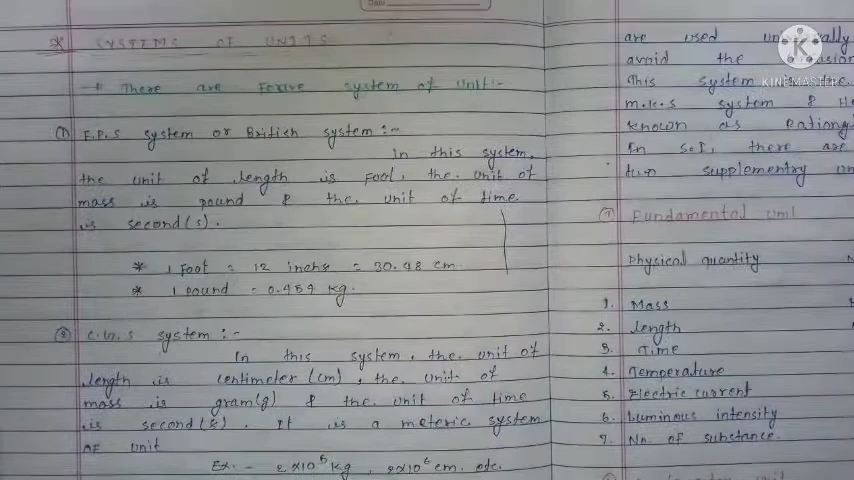 Date
* SYSTEMS OF UNITS
→ There are Foure system of unit:-
① F.P.S system or British system:-
In this system,
the unit of length is Foot, the unit of
mass is pound & the unit of time
is second(s).
* 1 Foot = 12 inchs = 30.48 cm.
* 1 pound = 0.454 kg.
② C.G.S system:-
In this system, the unit of
length is centimeter (cm), the unit of
mass is gram(g) & the unit of time
is second(s). It is a meteric system
of unit
Ex.- 2×10⁵ kg, 2×10⁶ cm. etc.
are used
avoid the
This system is the
m.k.s system &
known as
In S.I, there are
two supplementry
① Fundamental unit
Physical quantity
1. Mass
2. length
3. Time
4. Temperature
5. Electric current
6. Luminous intensity
7. No. of substance.
KINEMASTER